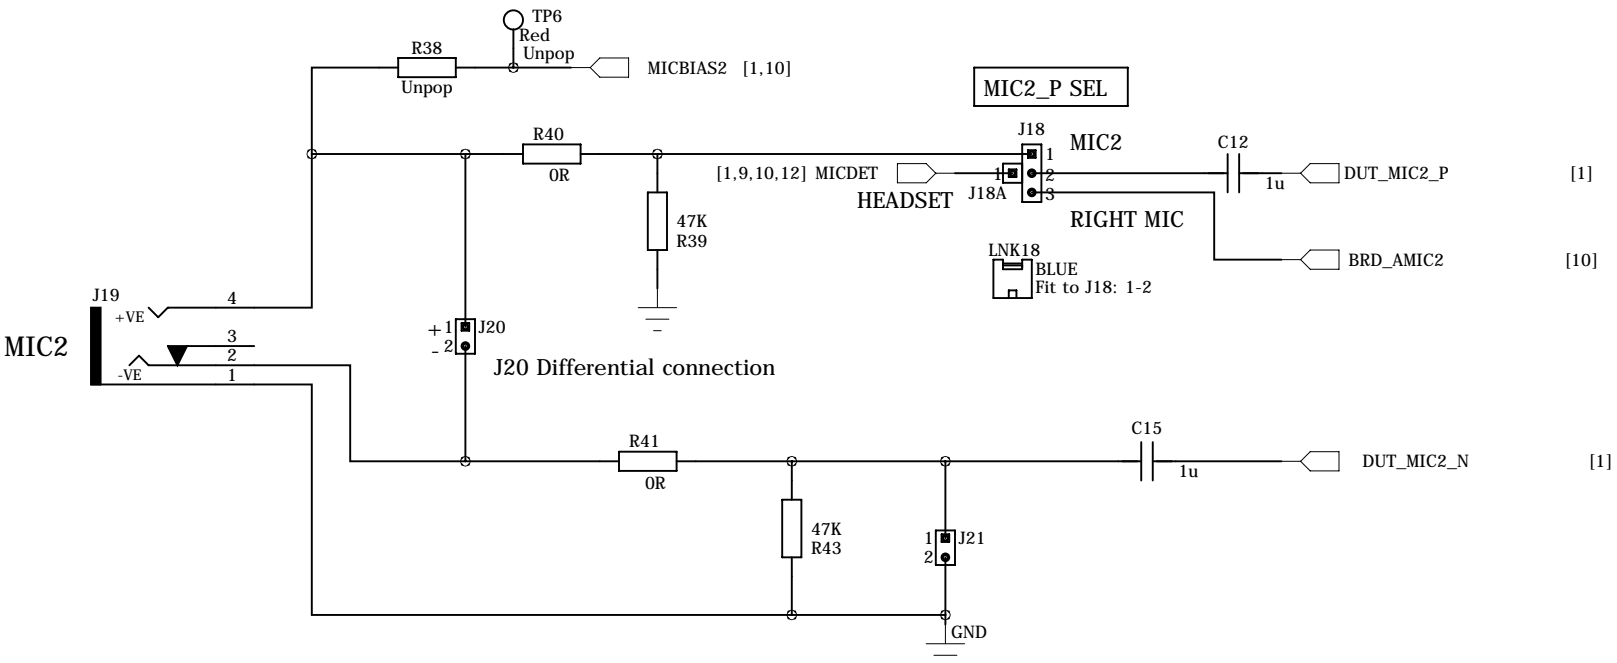 TP6
Red
Unpop
R38
Unpop
MICBIAS2 [1,10]
MIC2_P SEL
J18
MIC2
R40
0R
1
[1,9,10,12] MICDET
1
2
C12
1u
DUT_MIC2_P [1]
HEADSET
J18A
3
47K
R39
RIGHT MIC
LNK18
BLUE
Fit to J18: 1-2
BRD_AMIC2 [10]
J19
+VE
4
MIC2
3
2
-VE
1
+ 1 J20
- 2
-
J20 Differential connection
R41
0R
C15
1u
DUT_MIC2_N [1]
47K
R43
1 J21
2
GND